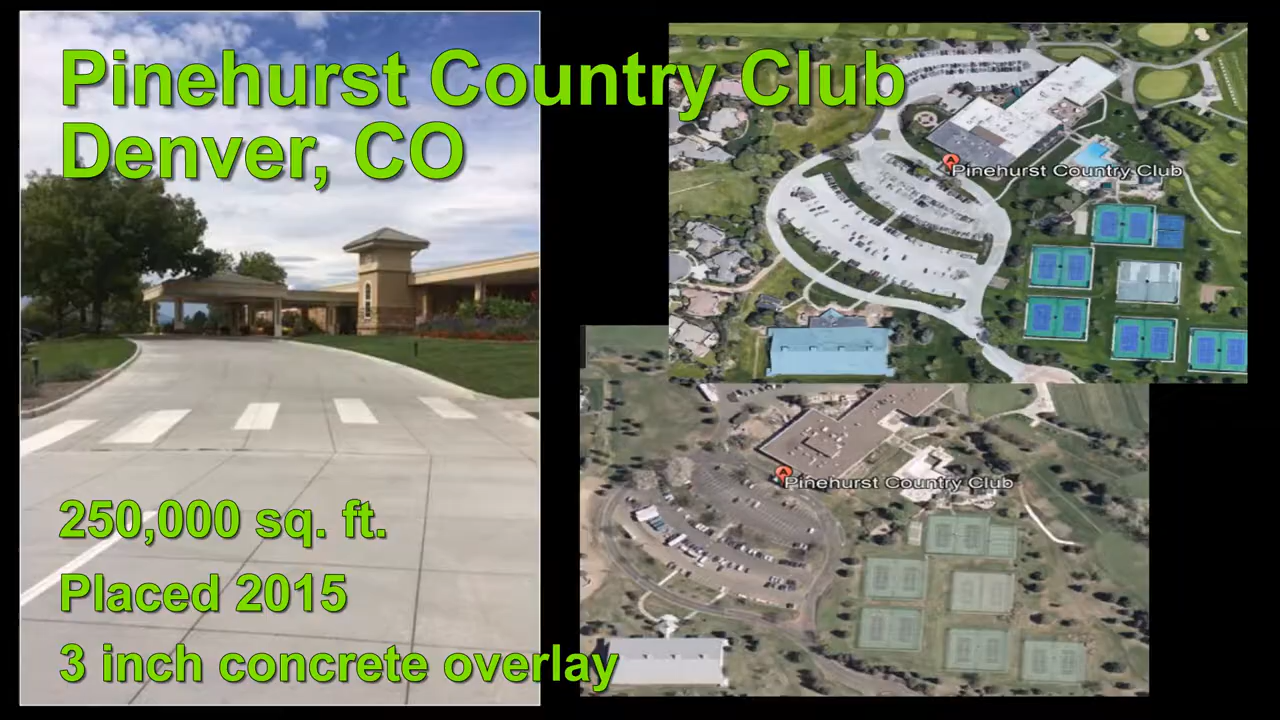 Pinehurst Country Club
Denver, CO
A
Pinehurst Country Club
A
Pinehurst Country Club
250,000 sq. ft.
Placed 2015
3 inch concrete overlay